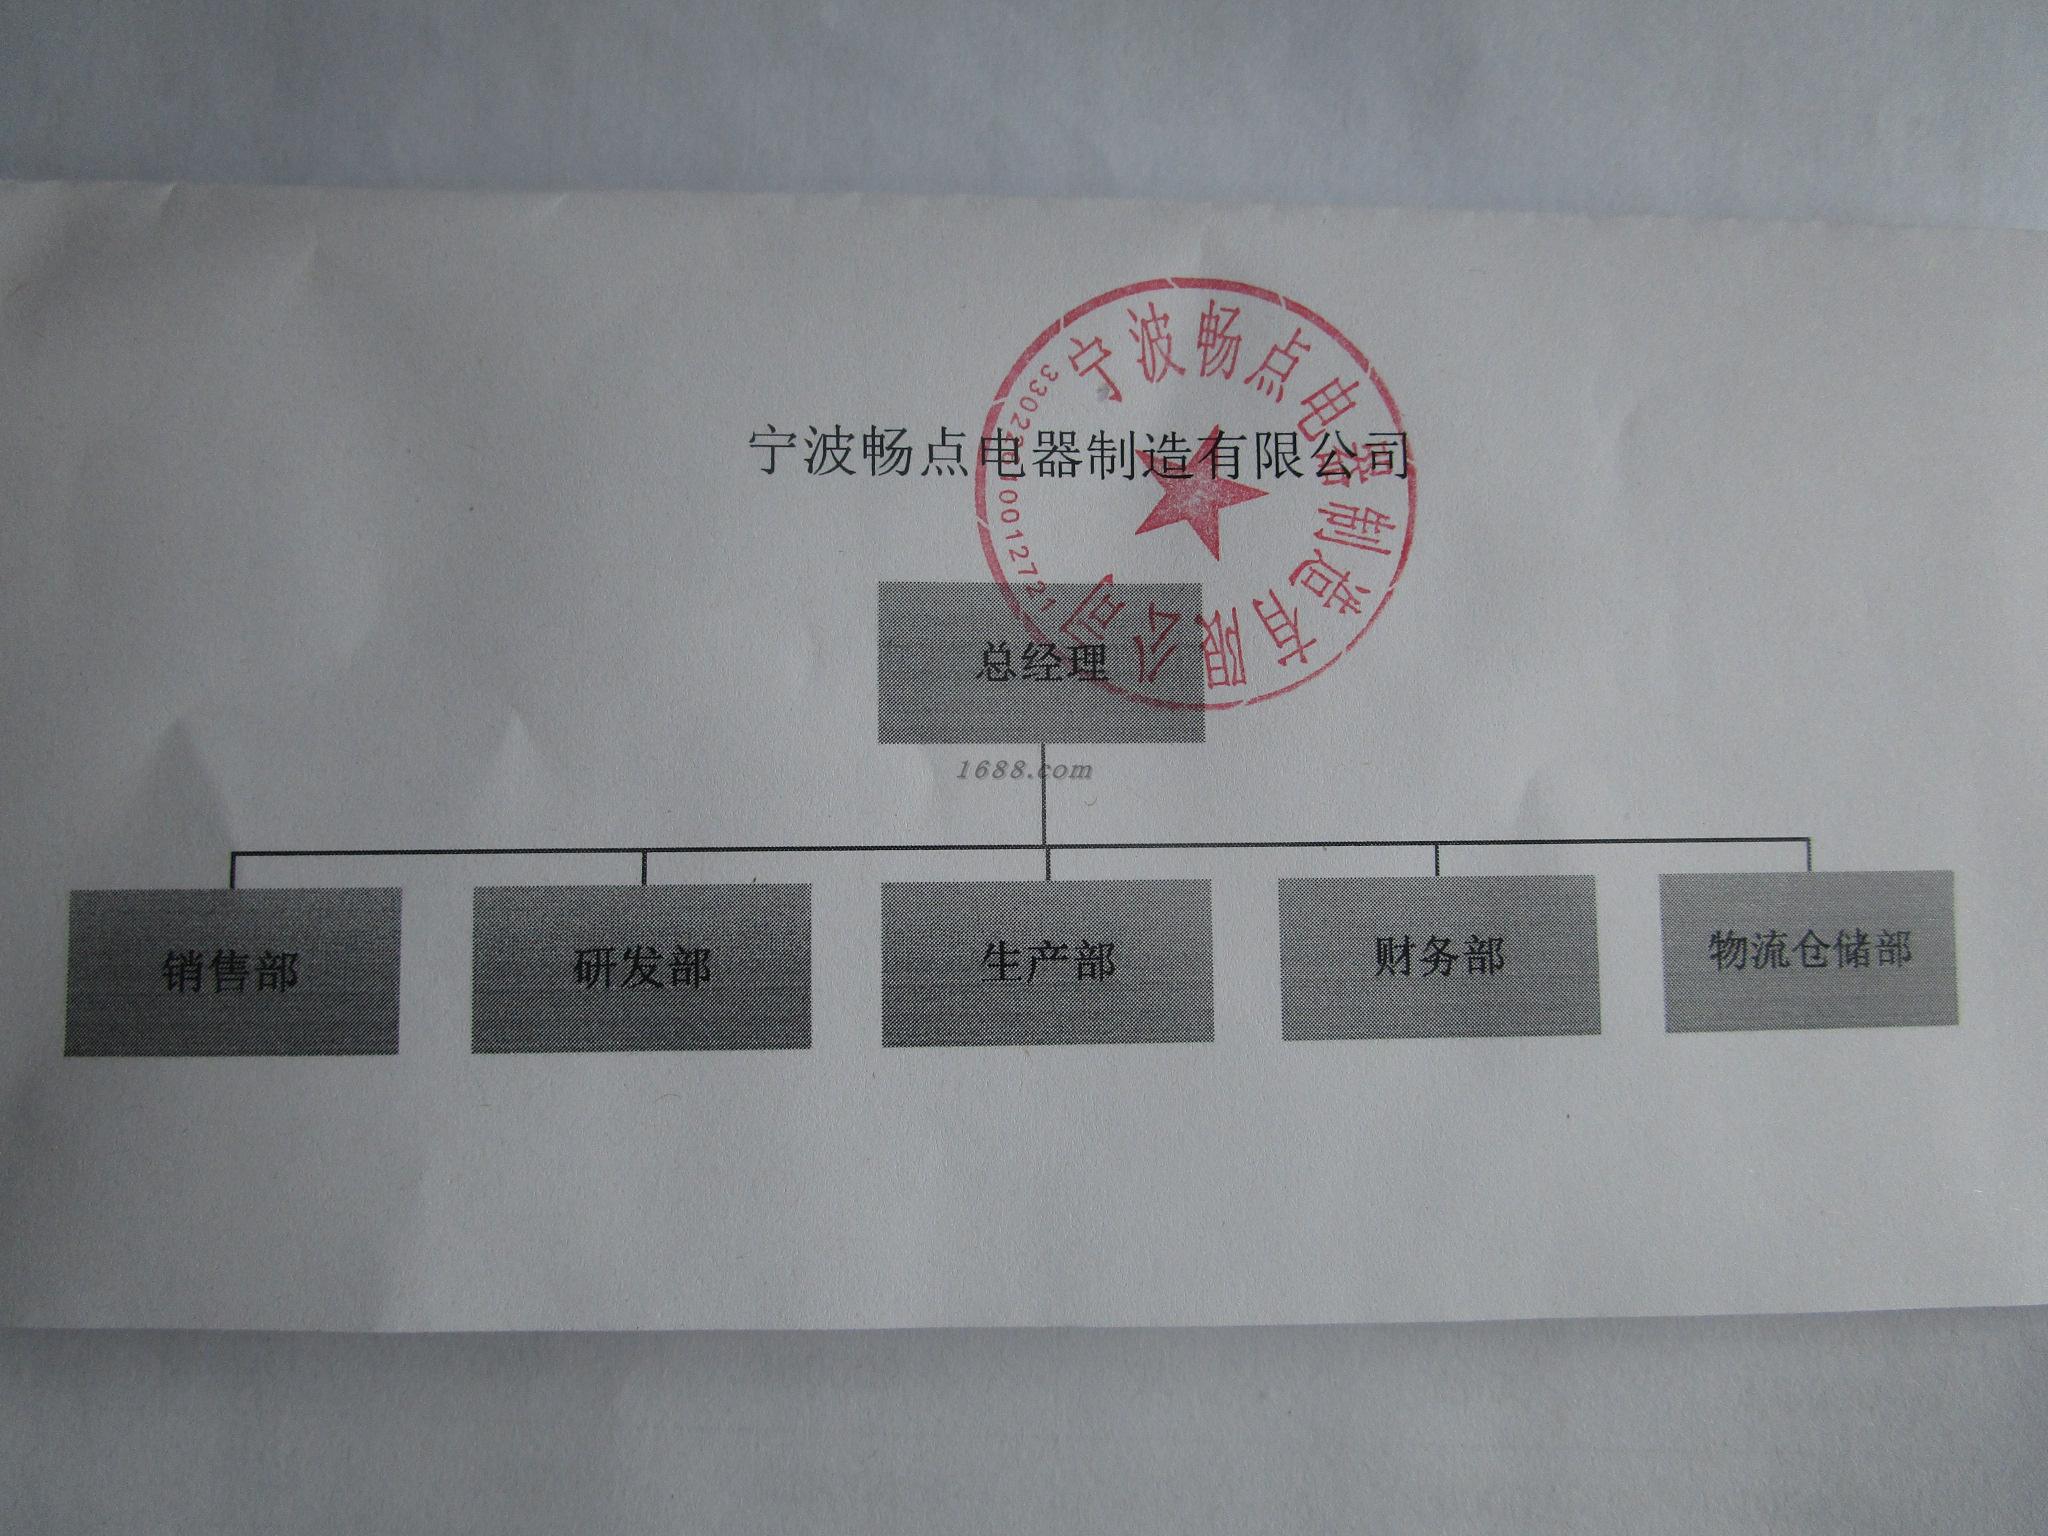 宁波畅点电器制造有限公司
宁波畅点电器制造有限公司
总经理
1688.com
销售部
研发部
生产部
财务部
物流仓储部